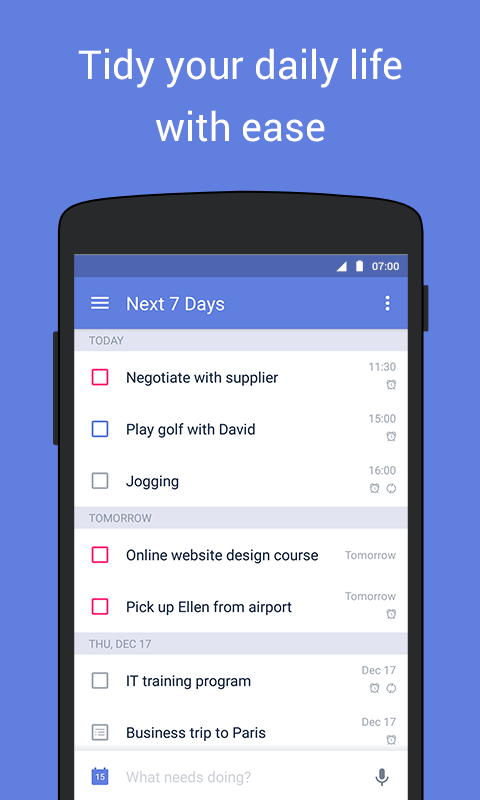 Tidy your daily life
with ease
07:00
Next 7 Days
TODAY
Negotiate with supplier
11:30
Play golf with David
15:00
Jogging
16:00
TOMORROW
Online website design course
Tomorrow
Pick up Ellen from airport
Tomorrow
THU, DEC 17
IT training program
Dec 17
Business trip to Paris
Dec 17
15
What needs doing?